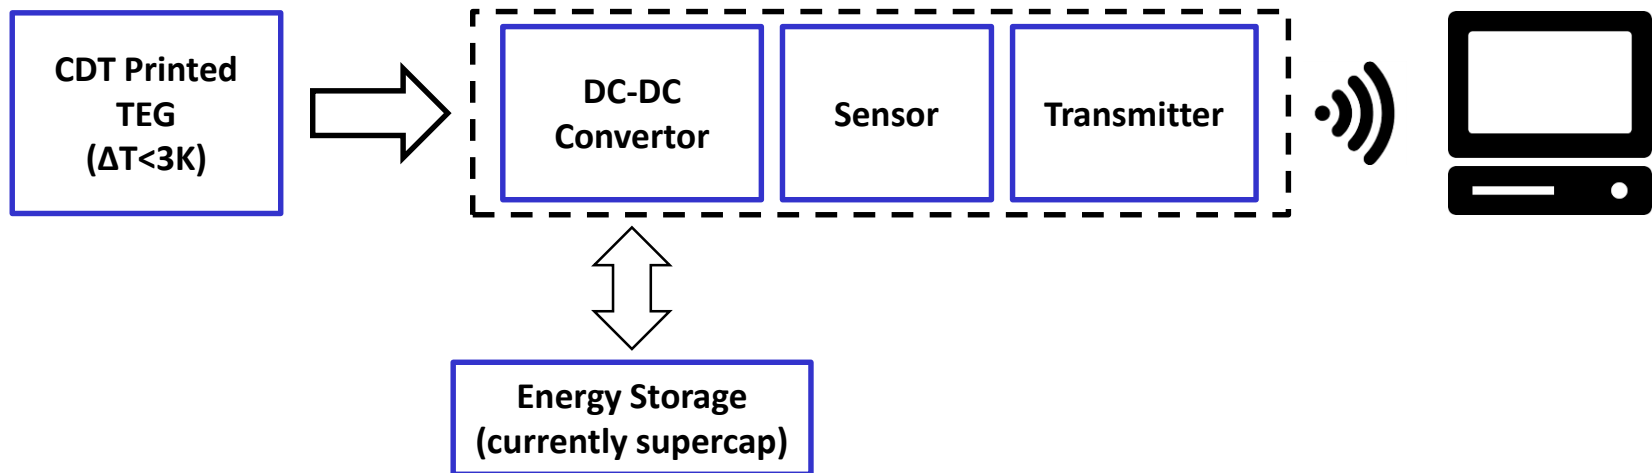 CDT Printed
TEG
(ΔT<3K)
DC-DC
Convertor
Sensor
Transmitter
Energy Storage
(currently supercap)